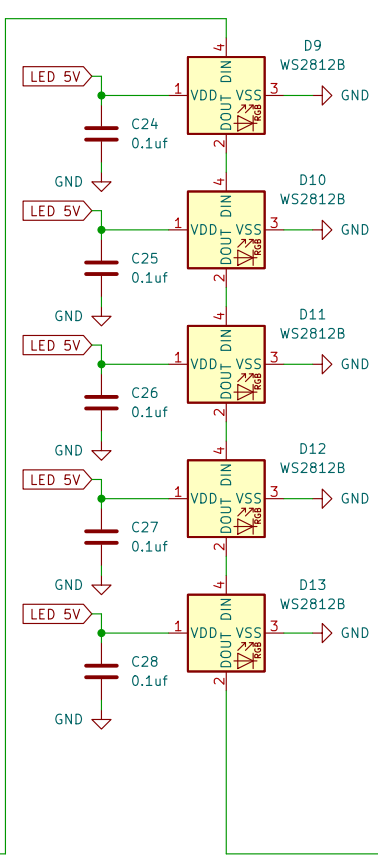 D9
WS2812B
LED 5V
4
DIN
1
VDD
VSS
3
GND
DOUT
RGB
2
C24
0.1uf
GND
D10
WS2812B
LED 5V
4
DIN
1
VDD
VSS
3
GND
DOUT
RGB
2
C25
0.1uf
GND
D11
WS2812B
LED 5V
4
DIN
1
VDD
VSS
3
GND
DOUT
RGB
2
C26
0.1uf
GND
D12
WS2812B
LED 5V
4
DIN
1
VDD
VSS
3
GND
DOUT
RGB
2
C27
0.1uf
GND
D13
WS2812B
LED 5V
4
DIN
1
VDD
VSS
3
GND
DOUT
RGB
2
C28
0.1uf
GND